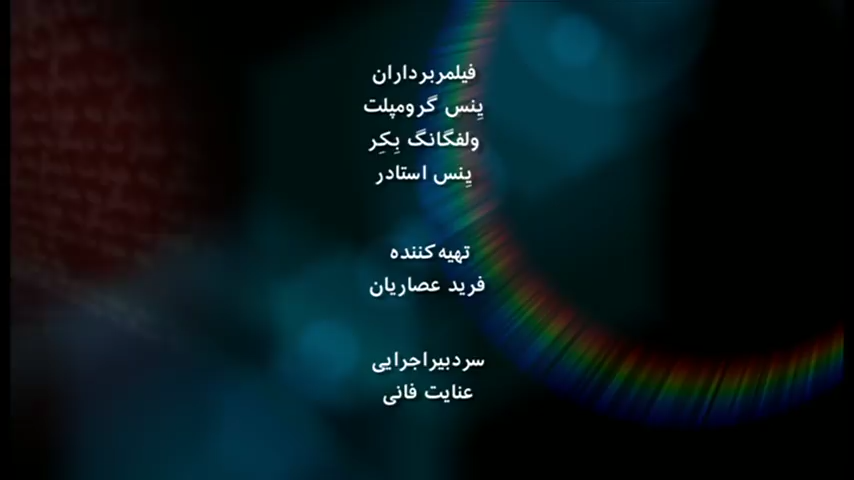 فیلمبرداران
یِنس گرومپلت
ولفگانگ بِکِر
یِنس استادر
تهیه کننده
فرید عصاریان
سردبیراجرایی
عنایت فانی